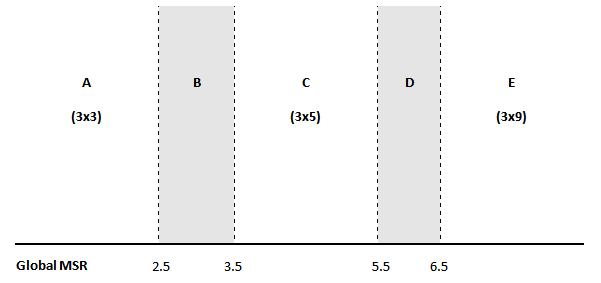 A B C D E
(3x3) (3x5) (3x9)
Global MSR 2.5 3.5 5.5 6.5